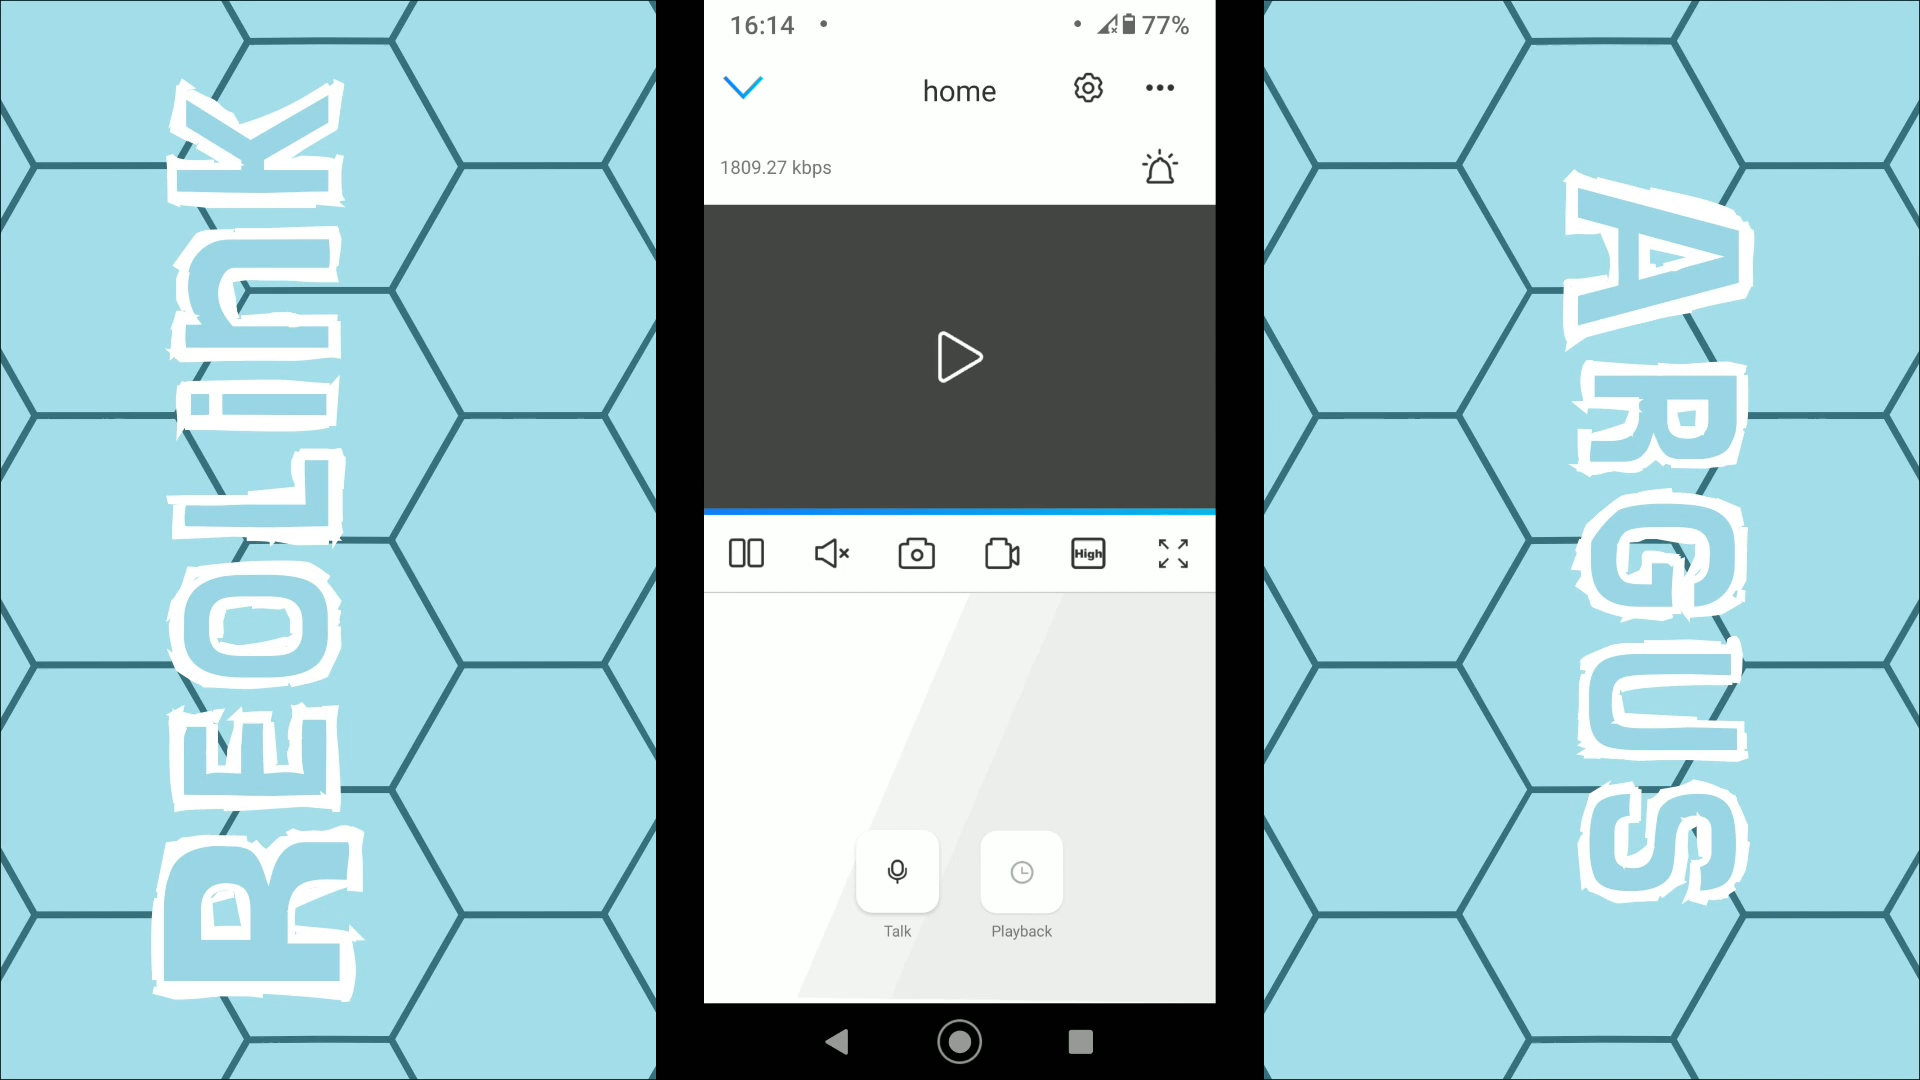 REOLiNK
16:14
77%
home
1809.27 kbps
High
Talk
Playback
ARGUS